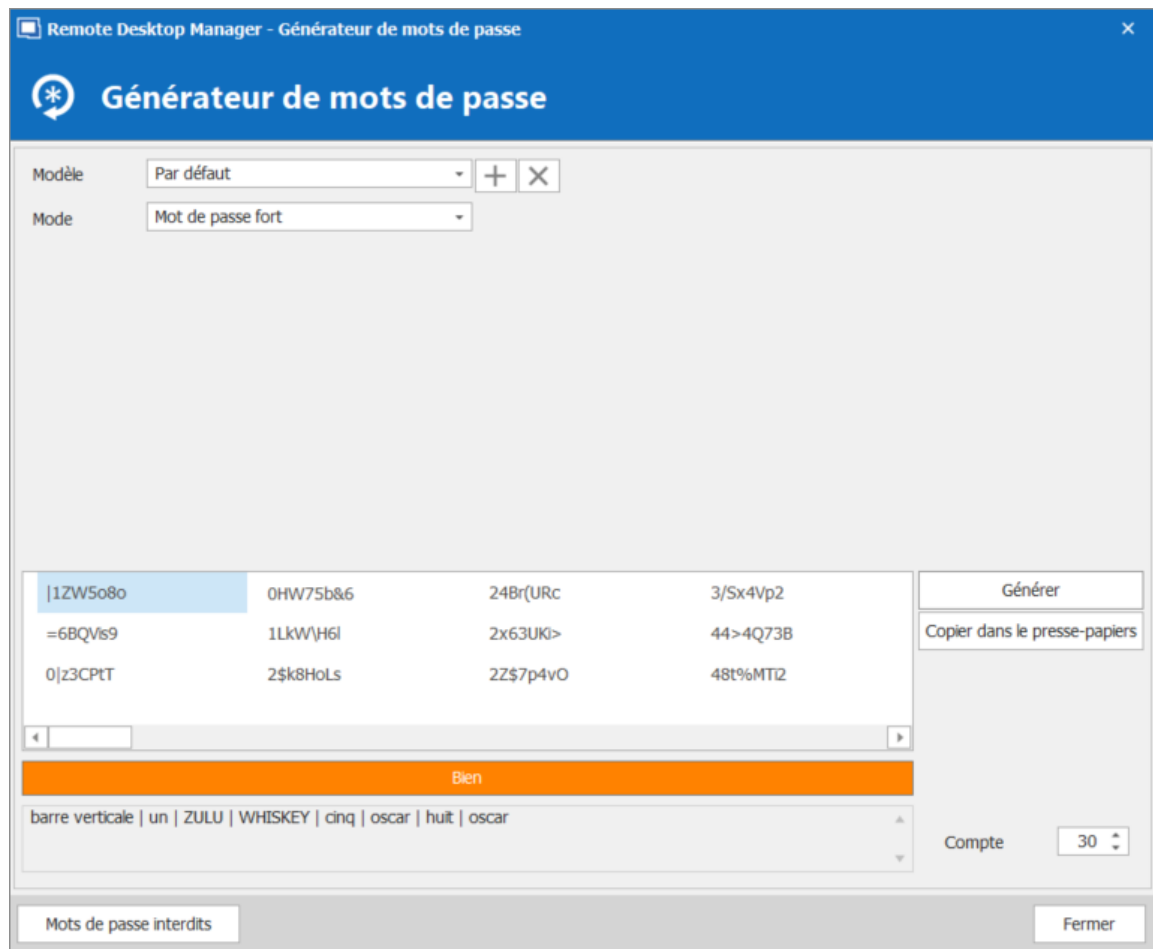 Remote Desktop Manager - Générateur de mots de passe
Générateur de mots de passe
Modèle Par défaut
Mode Mot de passe fort
|1ZW5o8o 0HW75b&6 24Br(URc 3/Sx4Vp2
=6BQVis9 1LkW\H6l 2x63UKi> 44>4Q73B
0|z3CPtT 2$k8HoLs 2Z$7p4vO 48t%MTi2
Générer
Copier dans le presse-papiers
Bien
barre verticale | un | ZULU | WHISKEY | cinq | oscar | huit | oscar
Compte 30
Mots de passe interdits Fermer